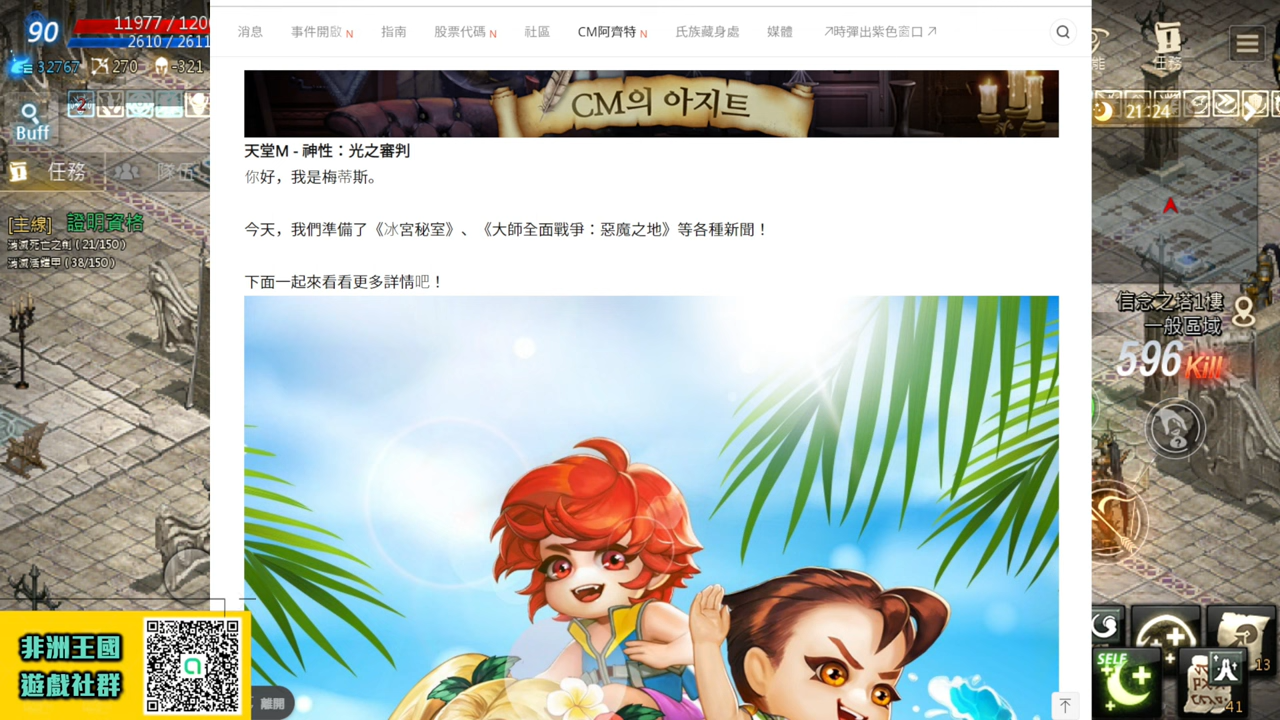 消息 事件開啟 N 指南 股票代碼 N 社區 CM阿齊特 N 氏族藏身處 媒體 ↗時彈出紫色窗口 ↗
CM의 아지트
天堂M - 神性：光之審判
你好，我是梅蒂斯。
今天，我們準備了《冰宮秘室》、《大師全面戰爭：惡魔之地》等各種新聞！
下面一起來看看更多詳情吧！
90
11977 / 120
2610 / 2611
32767 270 -321
Buff
任務 隊伍
[主線] 證明資格
消滅死亡之劍 (21/150)
消滅活鎧甲 (38/150)
非洲王國
遊戲社群
離開
能 任務
21:24
信念之塔1樓
一般區域
596 Kill
SELF
13
41